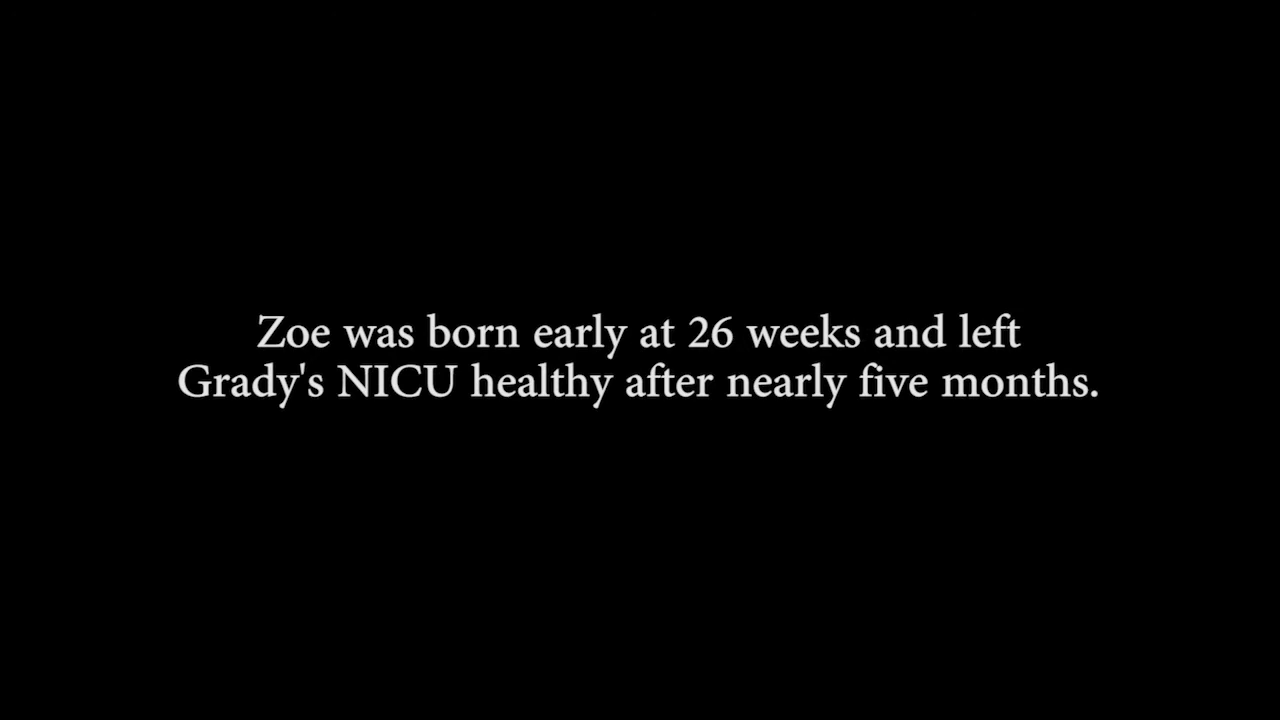 Zoe was born early at 26 weeks and left
Grady's NICU healthy after nearly five months.